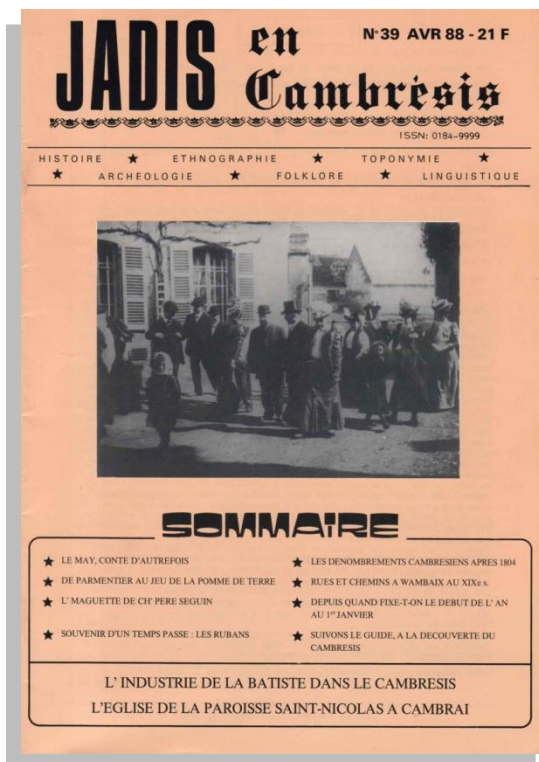 JADIS en Cambrésis
N° 39 AVR 88 - 21 F
ISSN: 0184-9999
HISTOIRE ★ ETHNOGRAPHIE ★ TOPONYMIE ★
★ ARCHEOLOGIE ★ FOLKLORE ★ LINGUISTIQUE
SOMMAIRE
★ LE MAY, CONTE D'AUTREFOIS
★ DE PARMENTIER AU JEU DE LA POMME DE TERRE
★ L' MAGUETTE DE CH' PERE SEGUIN
★ SOUVENIR D'UN TEMPS PASSE : LES RUBANS
★ LES DENOMBREMENTS CAMBRESIENS APRES 1804
★ RUES ET CHEMINS A WAMBAIX AU XIXe s.
★ DEPUIS QUAND FIXE-T-ON LE DEBUT DE L' AN
AU 1er JANVIER
★ SUIVONS LE GUIDE, A LA DECOUVERTE DU
CAMBRESIS
L' INDUSTRIE DE LA BATISTE DANS LE CAMBRESIS
L'EGLISE DE LA PAROISSE SAINT-NICOLAS A CAMBRAI